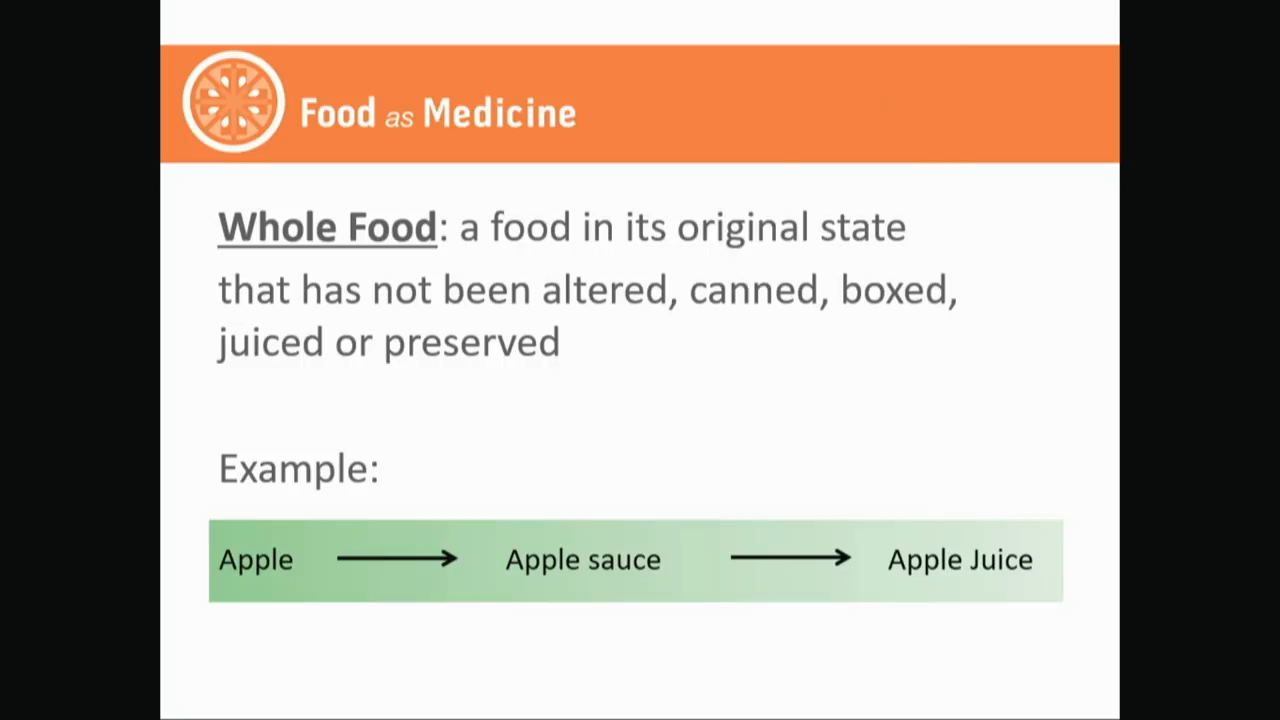 Food as Medicine
Whole Food: a food in its original state
that has not been altered, canned, boxed,
juiced or preserved
Example:
Apple Apple sauce Apple Juice